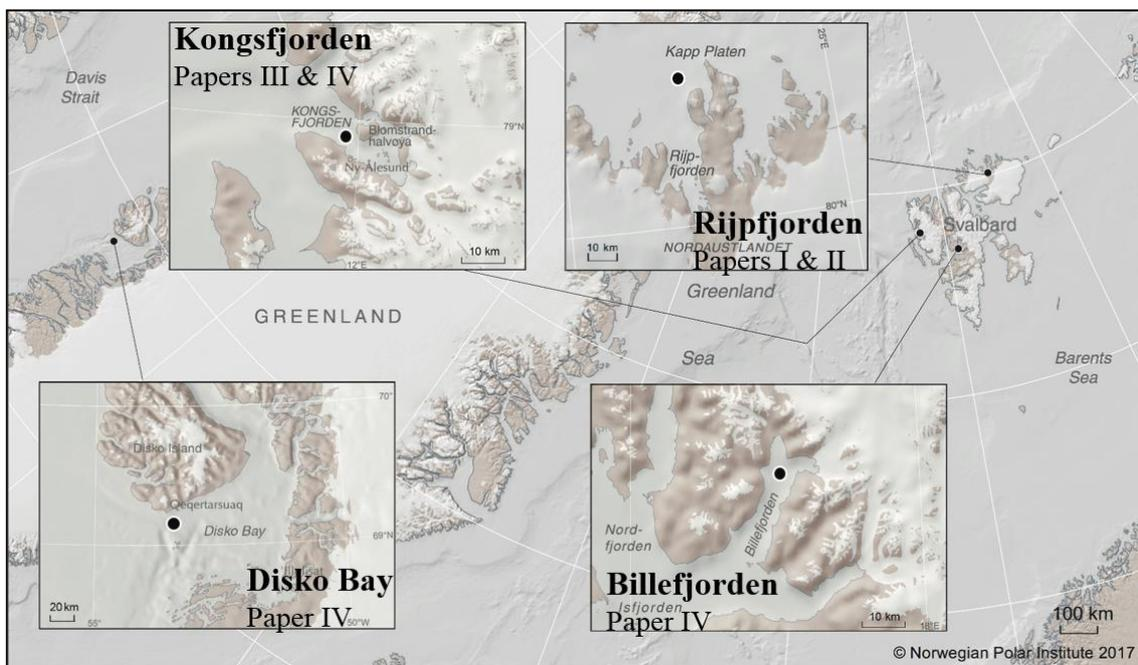 Davis
Strait
Kongsfjorden
Papers III & IV
KONGS-
FJORDEN
79°N
Blomstrand-
halvøya
Ny-Ålesund
12°E
10 km
Kapp Platen
25°E
Rijp-
fjorden
80°N
Rijpfjorden
NORDAUSTLANDET
Papers I & II
10 km
Svalbard
GREENLAND
Greenland
Sea
Barents
Sea
70°
Disko Island
Qeqertarsuaq
Disko Bay
69°N
Disko Bay
Paper IV
20 km
55°
50°W
Nord-
fjorden
Billefjorden
Billefjorden
Isfjorden
Paper IV
10 km
18°E
100 km
© Norwegian Polar Institute 2017